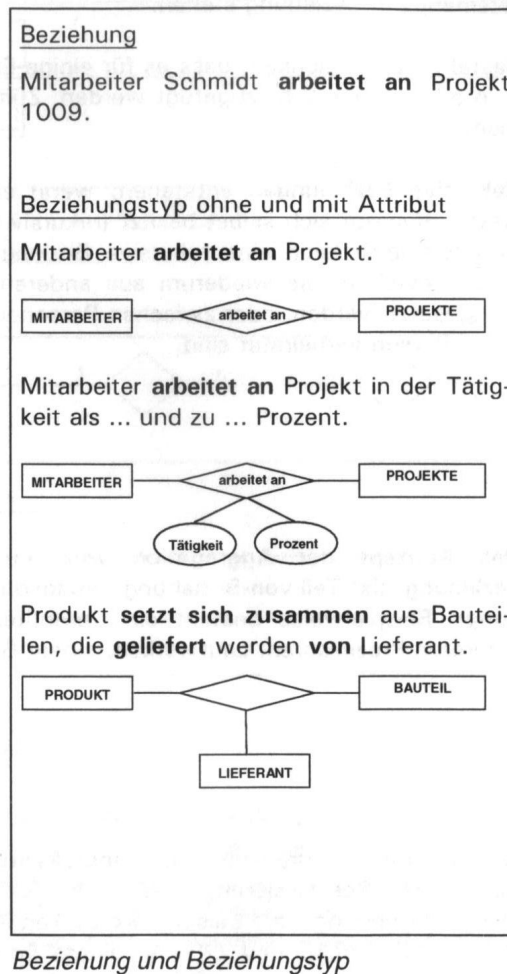 Beziehung
Mitarbeiter Schmidt arbeitet an Projekt
1009.
Beziehungstyp ohne und mit Attribut
Mitarbeiter arbeitet an Projekt.
MITARBEITER arbeitet an PROJEKTE
Mitarbeiter arbeitet an Projekt in der Tätig-
keit als ... und zu ... Prozent.
MITARBEITER arbeitet an PROJEKTE
Tätigkeit Prozent
Produkt setzt sich zusammen aus Bautei-
len, die geliefert werden von Lieferant.
PRODUKT BAUTEIL
LIEFERANT
Beziehung und Beziehungstyp